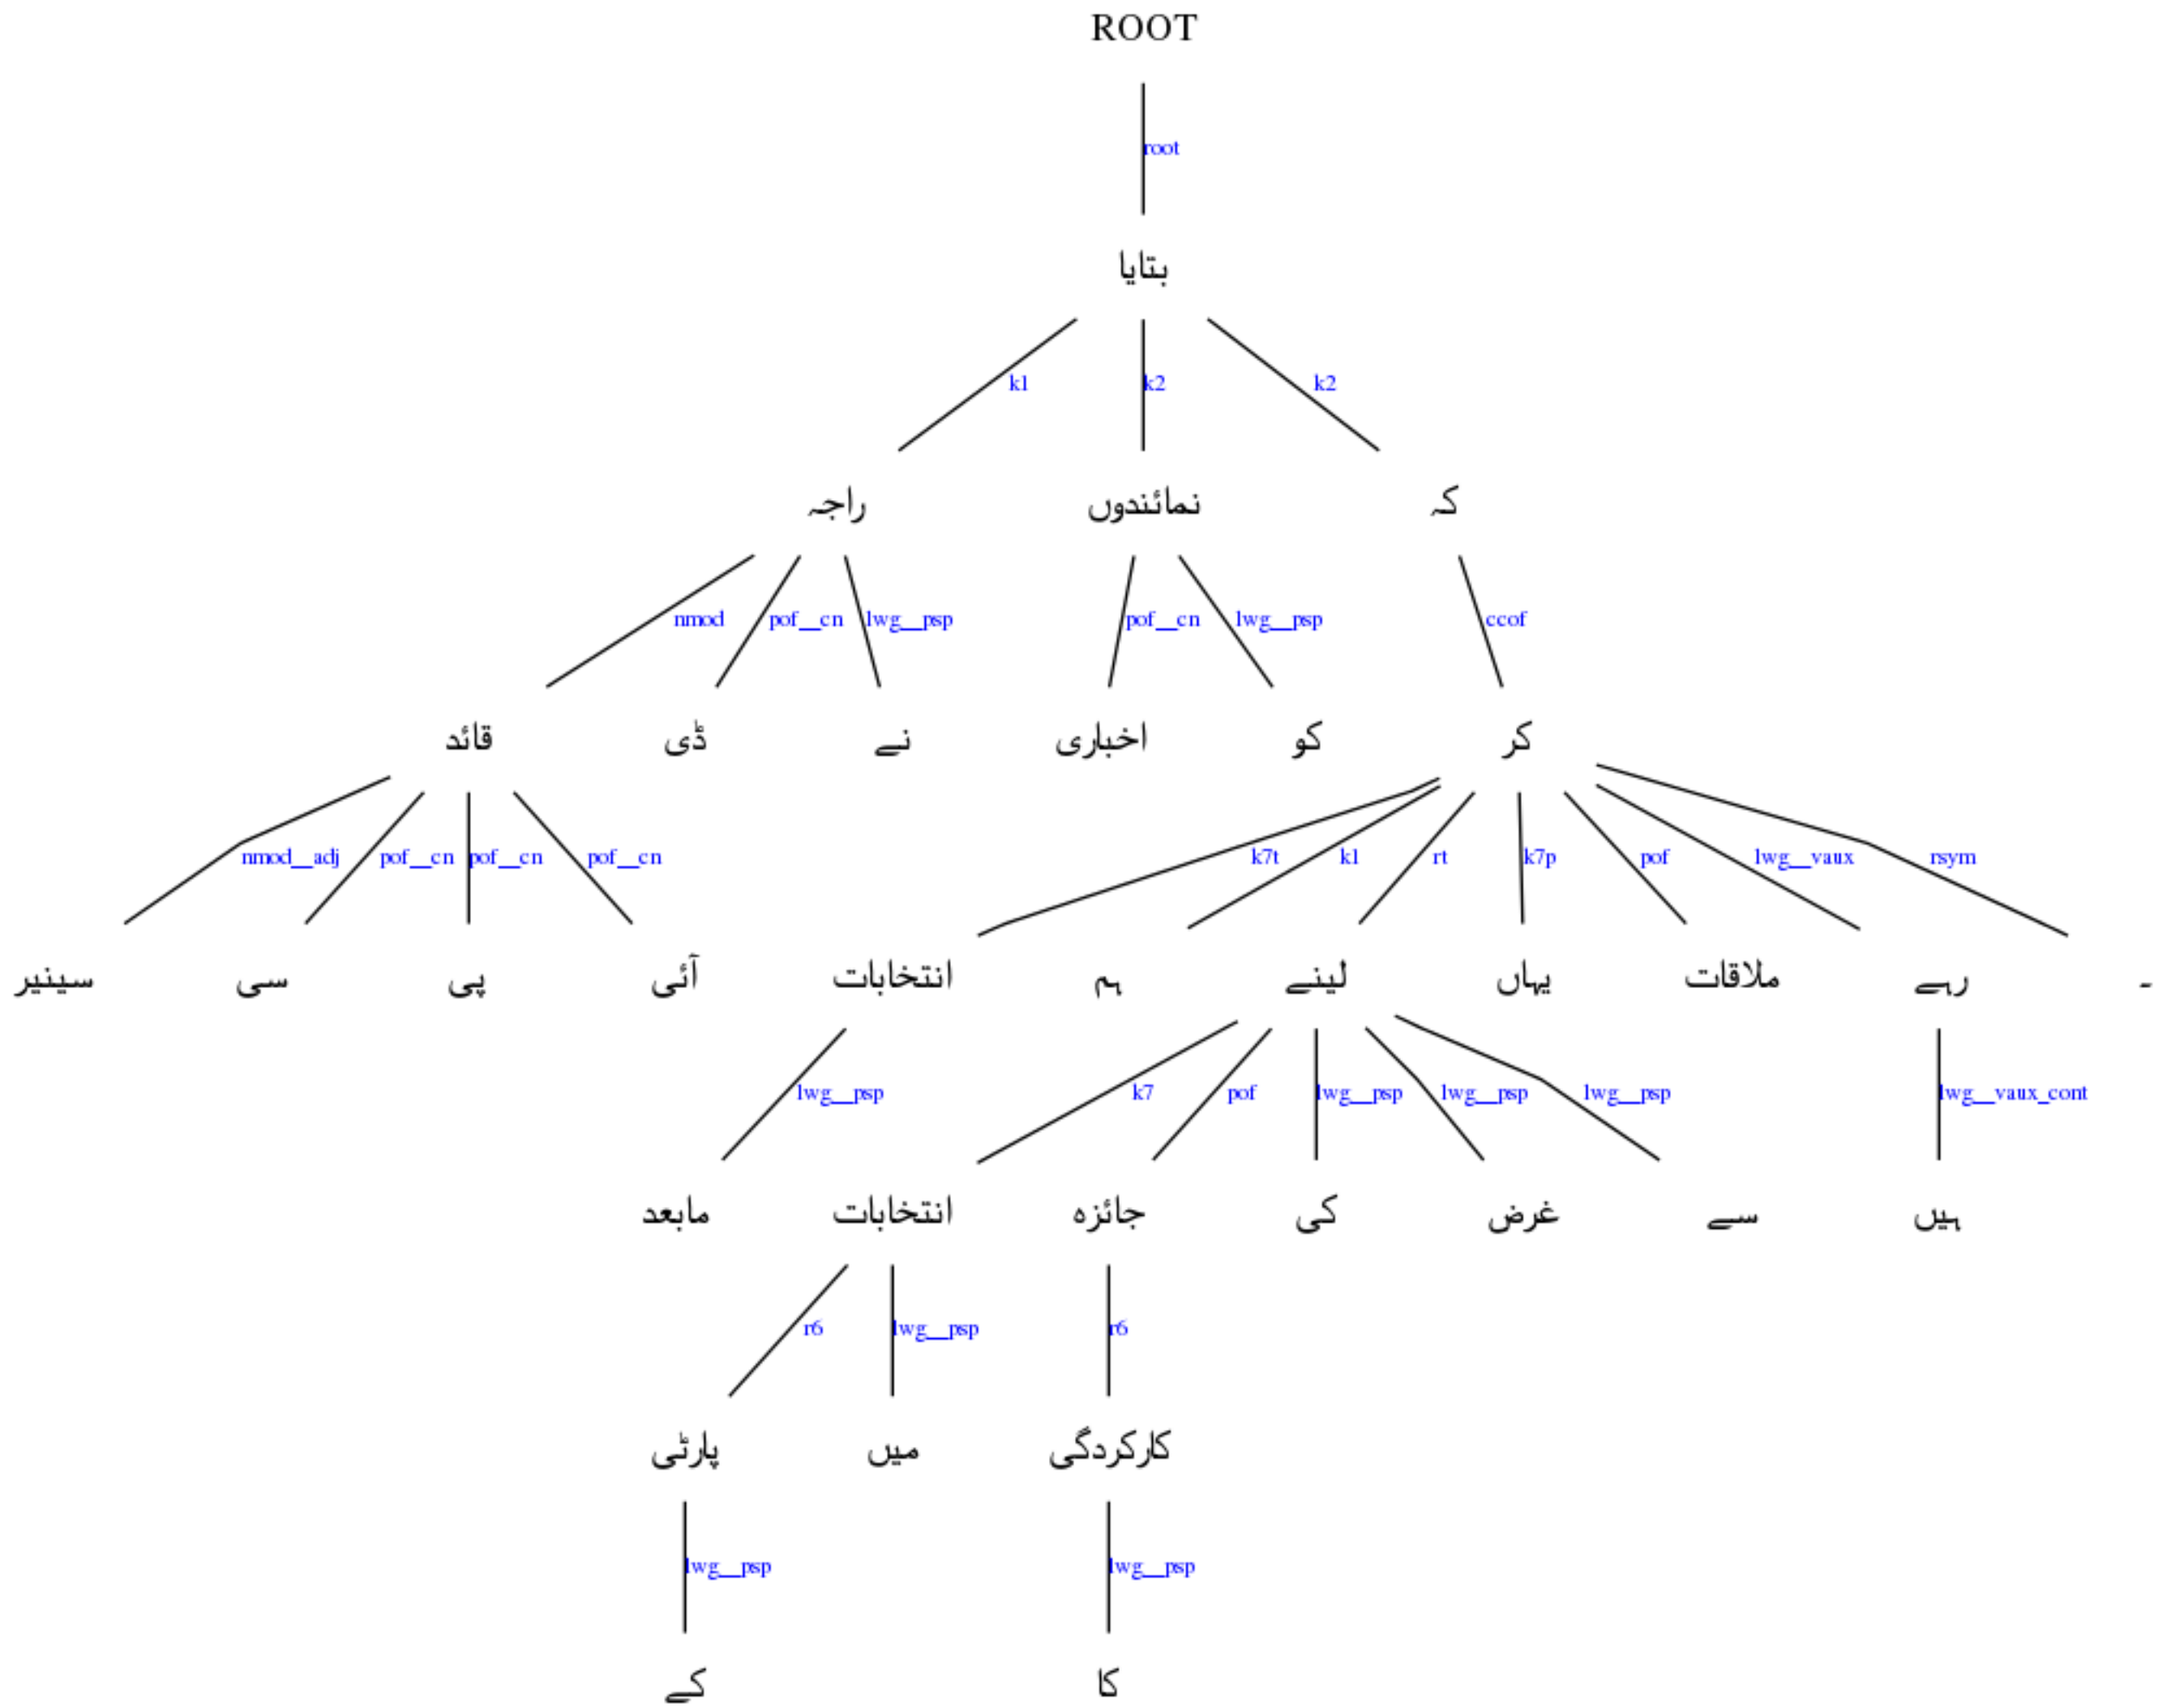 ROOT
root
بتایا
k1 k2 k2
راجہ نمائندوں کہ
nmod pof__cn lwg__psp pof__cn lwg__psp ccof
قائد ڈی نے اخباری کو کر
nmod__adj pof__cn pof__cn pof__cn k7t k1 rt k7p pof lwg__vaux rsym
سینیر سی پی آئی انتخابات ہم لینے یہاں ملاقات رہے ۔
lwg__psp k7 pof lwg__psp lwg__psp lwg__psp lwg__vaux_cont
مابعد انتخابات جائزہ کی غرض سے ہیں
r6 lwg__psp r6
پارٹی میں کارکردگی
lwg__psp lwg__psp
کے کا